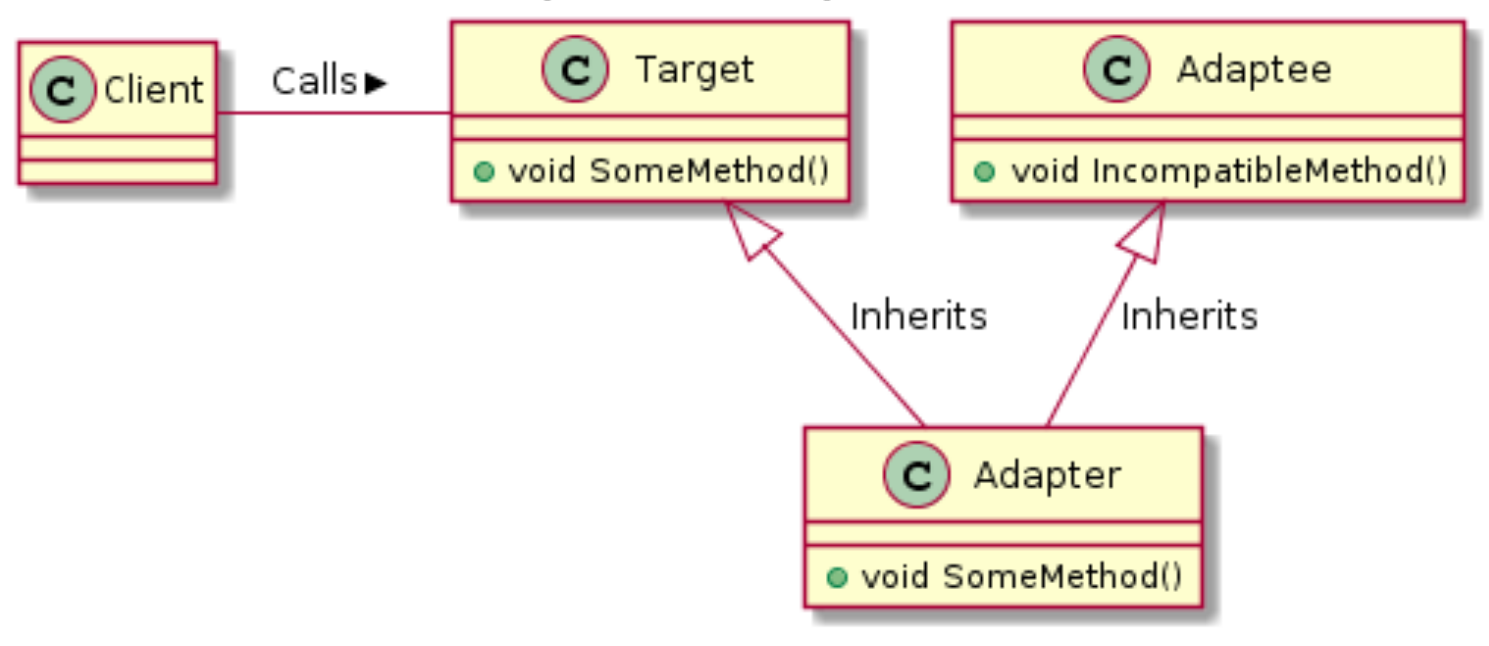 C Client
Calls ▶
C Target
void SomeMethod()
C Adaptee
void IncompatibleMethod()
Inherits
Inherits
C Adapter
void SomeMethod()